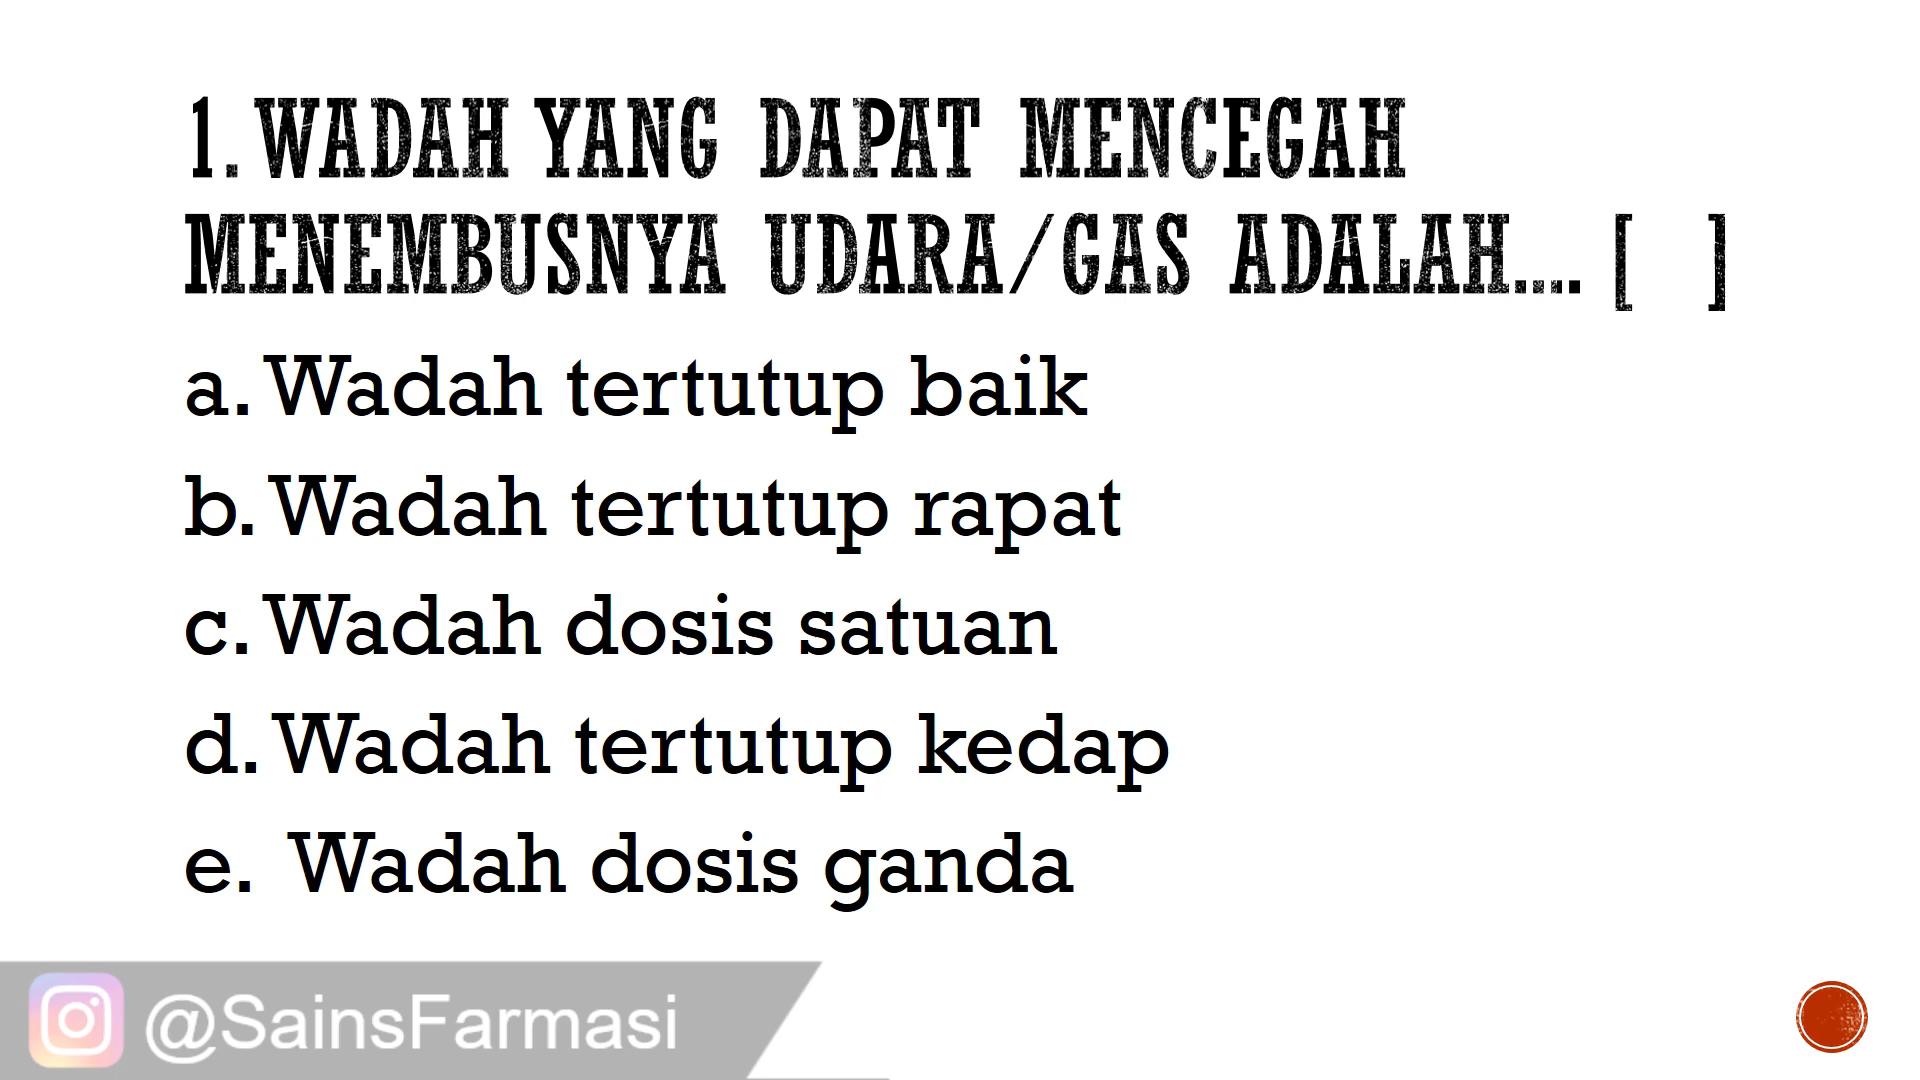 1. WADAH YANG DAPAT MENCEGAH
MENEMBUSNYA UDARA/GAS ADALAH.... [ ]
a. Wadah tertutup baik
b. Wadah tertutup rapat
c. Wadah dosis satuan
d. Wadah tertutup kedap
e. Wadah dosis ganda
@SainsFarmasi